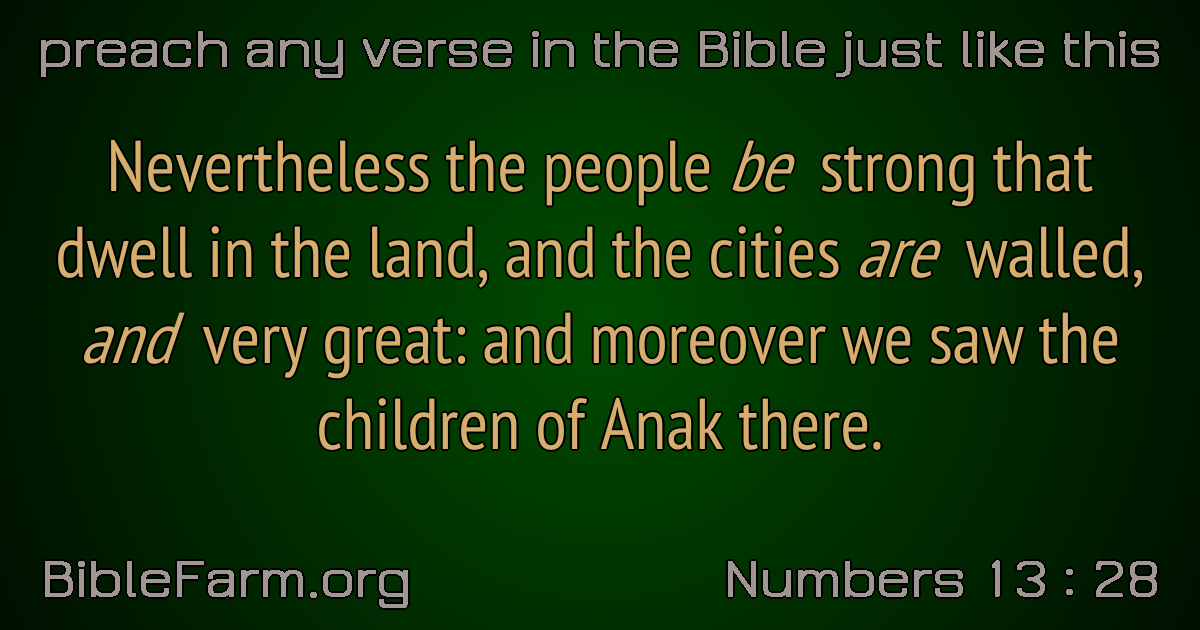 preach any verse in the Bible just like this
Nevertheless the people be strong that
dwell in the land, and the cities are walled,
and very great: and moreover we saw the
children of Anak there.
BibleFarm.org
Numbers 13 : 28